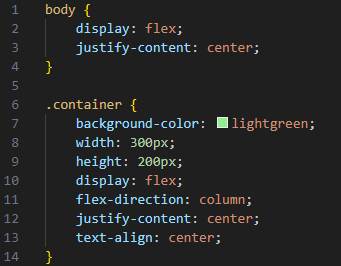 1 body {
2     display: flex;
3     justify-content: center;
4 }
5
6 .container {
7     background-color: lightgreen;
8     width: 300px;
9     height: 200px;
10     display: flex;
11     flex-direction: column;
12     justify-content: center;
13     text-align: center;
14 }